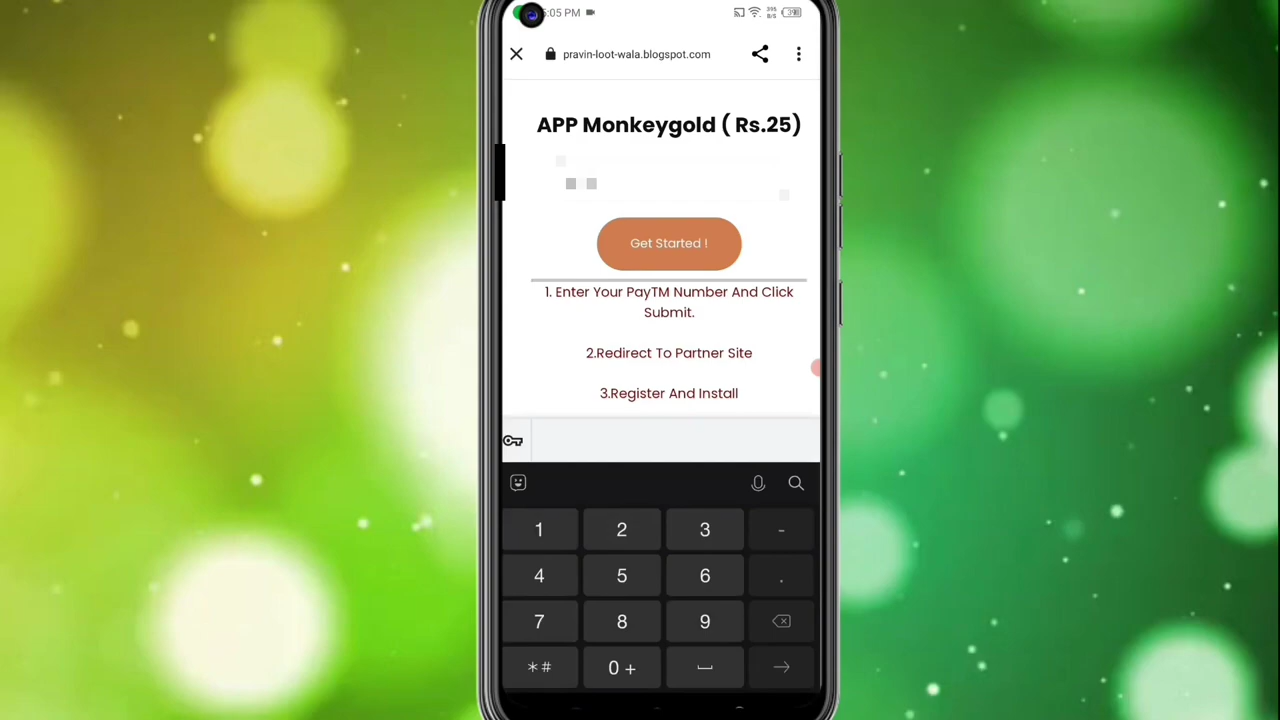 5:05 PM
395
B/S
39
pravin-loot-wala.blogspot.com
APP Monkeygold ( Rs.25)
Get Started !
1. Enter Your PayTM Number And Click
Submit.
2.Redirect To Partner Site
3.Register And Install
1 2 3 -
4 5 6 .
7 8 9
*# 0 +